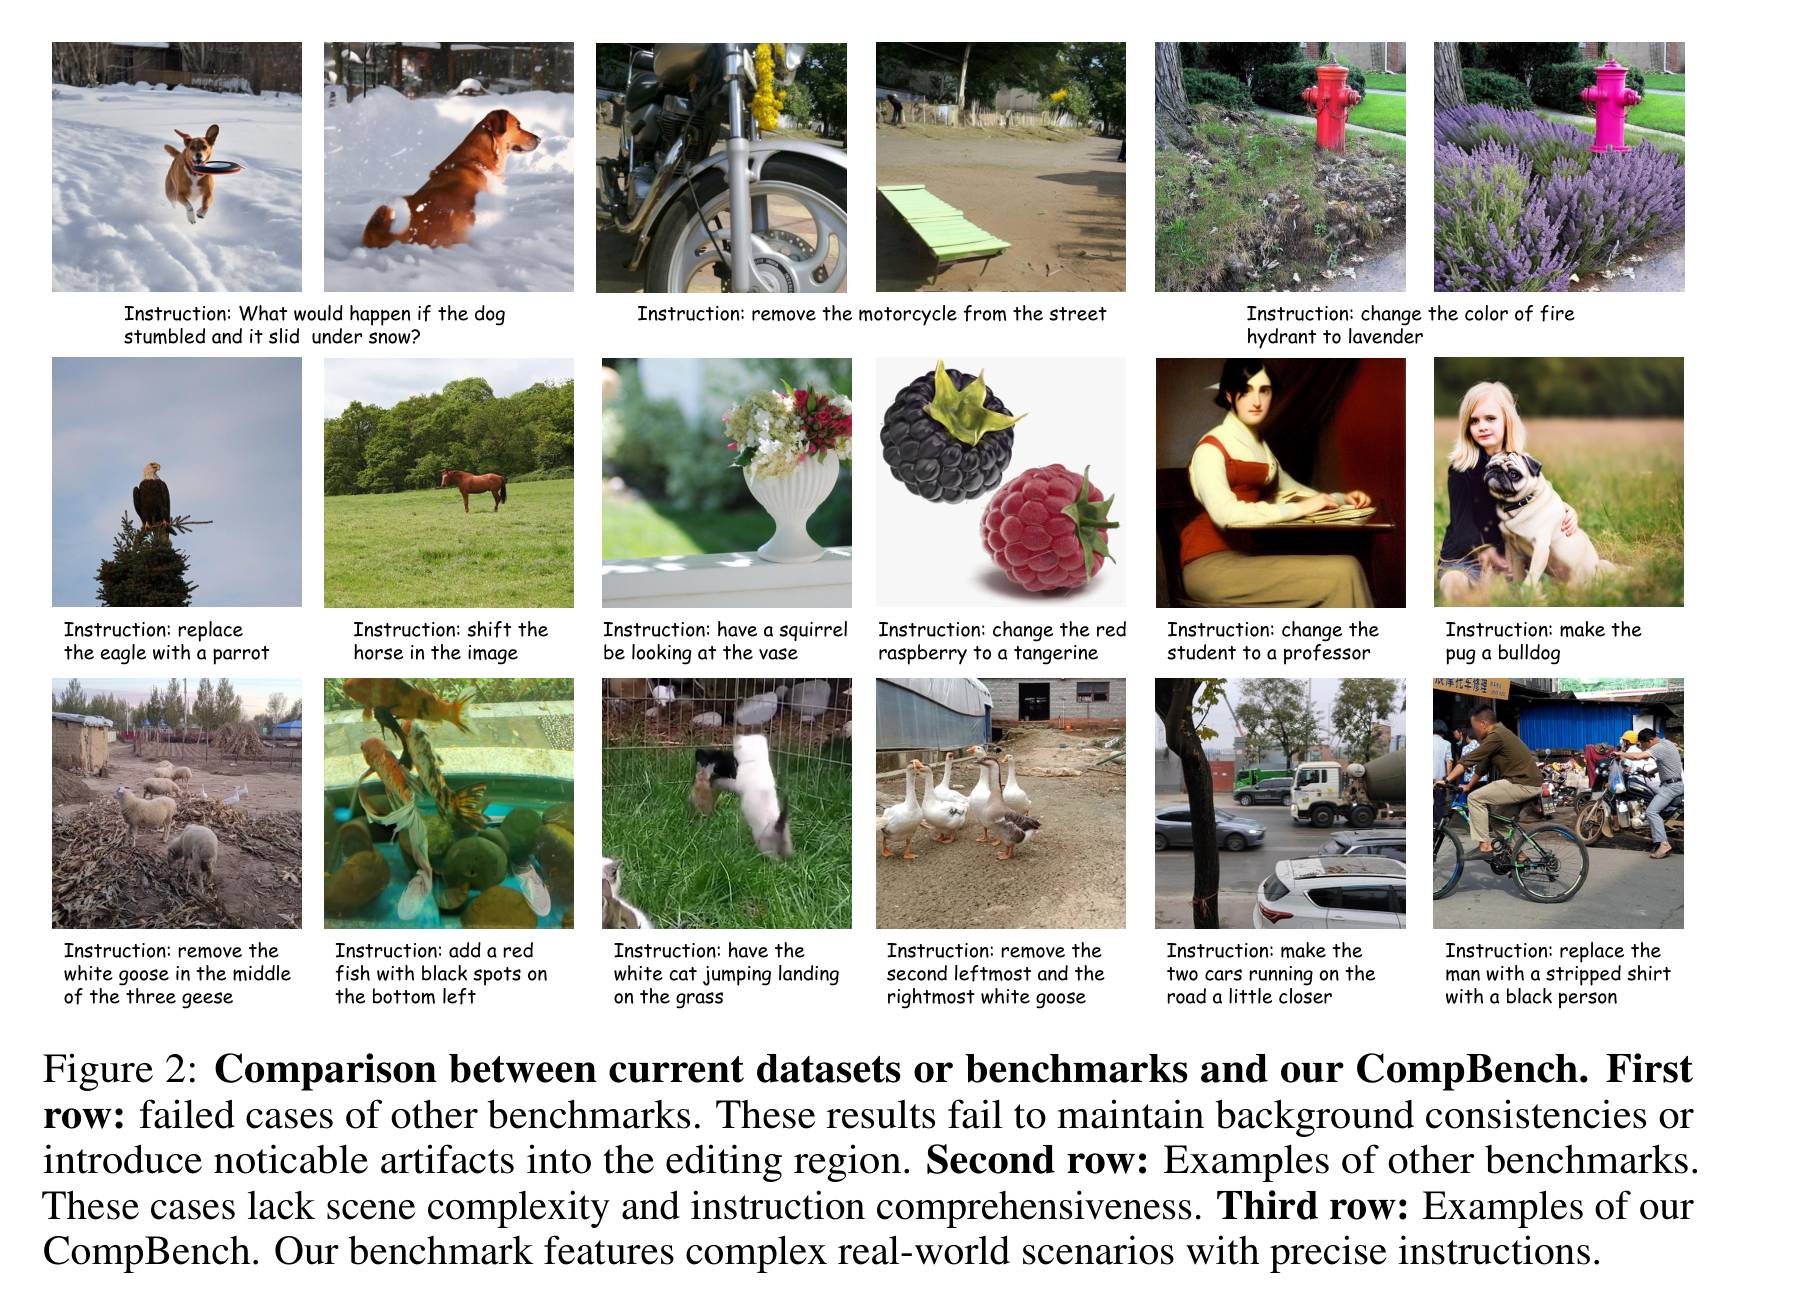 Instruction: What would happen if the dog
stumbled and it slid under snow?
Instruction: remove the motorcycle from the street
Instruction: change the color of fire
hydrant to lavender
Instruction: replace
the eagle with a parrot
Instruction: shift the
horse in the image
Instruction: have a squirrel
be looking at the vase
Instruction: change the red
raspberry to a tangerine
Instruction: change the
student to a professor
Instruction: make the
pug a bulldog
Instruction: remove the
white goose in the middle
of the three geese
Instruction: add a red
fish with black spots on
the bottom left
Instruction: have the
white cat jumping landing
on the grass
Instruction: remove the
second leftmost and the
rightmost white goose
Instruction: make the
two cars running on the
road a little closer
Instruction: replace the
man with a stripped shirt
with a black person
Figure 2: Comparison between current datasets or benchmarks and our CompBench. First
row: failed cases of other benchmarks. These results fail to maintain background consistencies or
introduce noticable artifacts into the editing region. Second row: Examples of other benchmarks.
These cases lack scene complexity and instruction comprehensiveness. Third row: Examples of our
CompBench. Our benchmark features complex real-world scenarios with precise instructions.